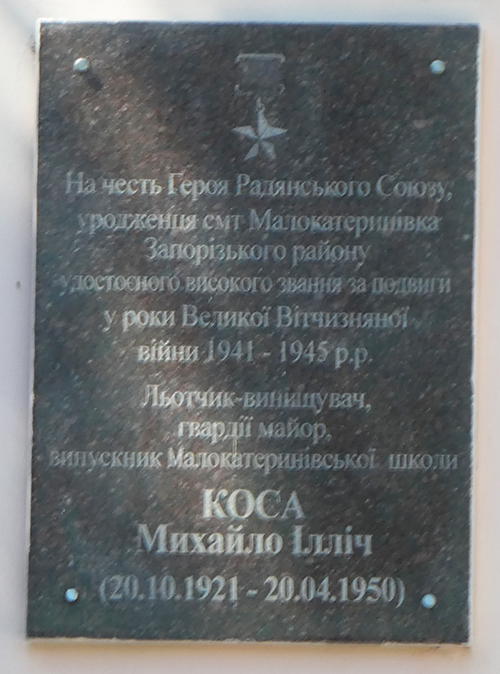 На честь Героя Радянського Союзу,
уродженця смт Малокатеринівка
Запорізького району
удостоєного високого звання за подвиги
у роки Великої Вітчизняної
війни 1941 - 1945 р.р.
Льотчик-винищувач,
гвардії майор,
випускник Малокатеринівської школи
КОСА
Михайло Ілліч
(20.10.1921 - 20.04.1950)